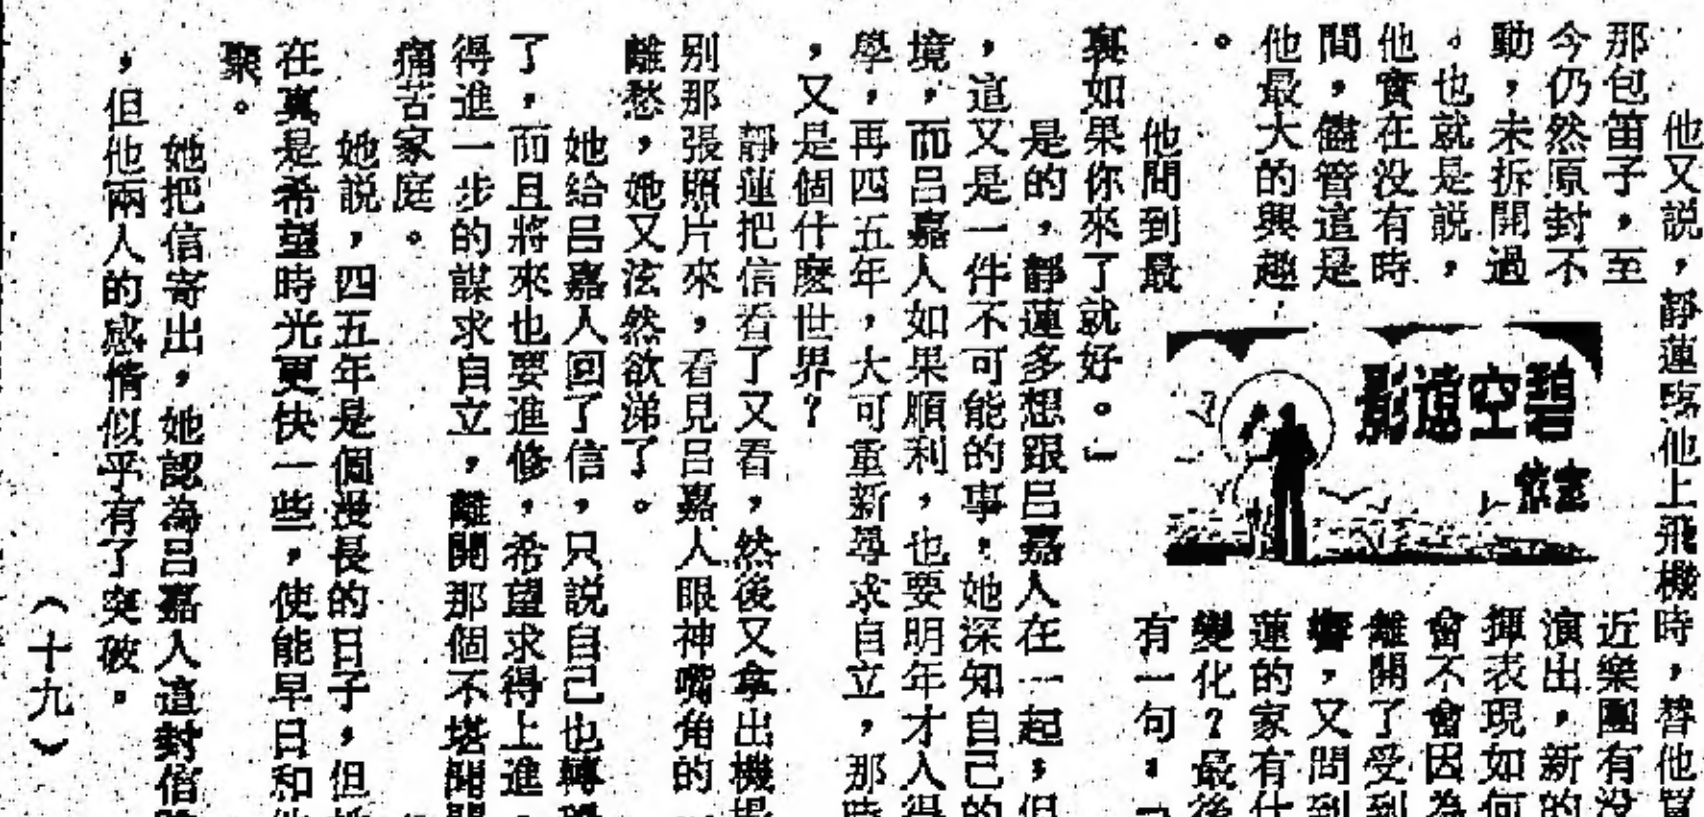 他又説，靜蓮臨他上飛機時，替他買
那包笛子，至
今仍然原封不
動，未拆開過
。也就是説，
他實在没有時
間，儘管這是
他最大的興趣
。
碧空遠影
近樂團有没
演出，新的
揮表現如何
會不會因為
離開了受到
響，又問到
蓮的家有什
變化？最後
他問到最
有一句，「
裏如果你來了就好。」
是的，靜蓮多想跟呂嘉人在一起，但
，這又是一件不可能的事，她深知自己的
境，而呂嘉人如果順利，也要明年才入得
學，再四五年，大可重新尋求自立，那時
，又是個什麼世界？
靜蓮把信看了又看，然後又拿出機場
别那張照片來，看見呂嘉人眼神嘴角的
離愁，她又泫然欲涕了。
她給呂嘉人回了信，只説自己也轉
了，而且將來也要進修，希望求得上進
得進一步的謀求自立，離開那個不堪聞問
痛苦家庭。
她説，四五年是個漫長的日子，但她
在真是希望時光更快一些，使能早日和他
聚。
她把信寄出，她認為呂嘉人這封信
，但他兩人的感情似乎有了突破。
（十九）